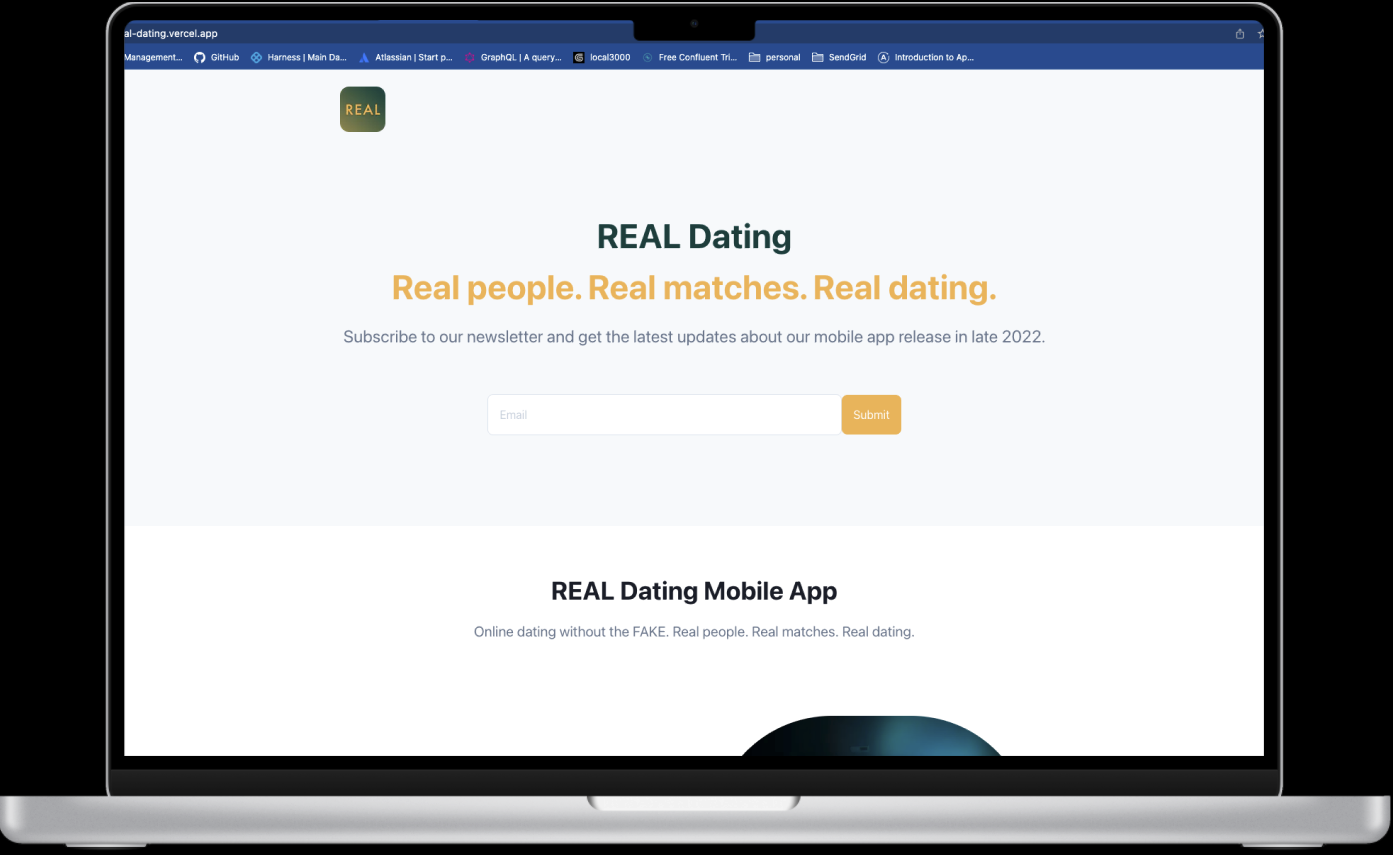 al-dating.vercel.app
Management... GitHub Harness | Main Da... Atlassian | Start p... GraphQL | A query... local3000 Free Confluent Tri... personal SendGrid Introduction to Ap...
REAL
REAL Dating
Real people. Real matches. Real dating.
Subscribe to our newsletter and get the latest updates about our mobile app release in late 2022.
Email Submit
REAL Dating Mobile App
Online dating without the FAKE. Real people. Real matches. Real dating.